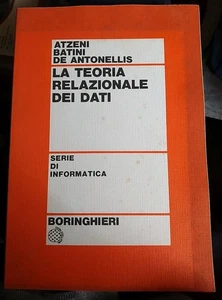 ATZENI
BATINI
DE ANTONELLIS
LA TEORIA
RELAZIONALE
DEI DATI
SERIE
DI
INFORMATICA
BORINGHIERI